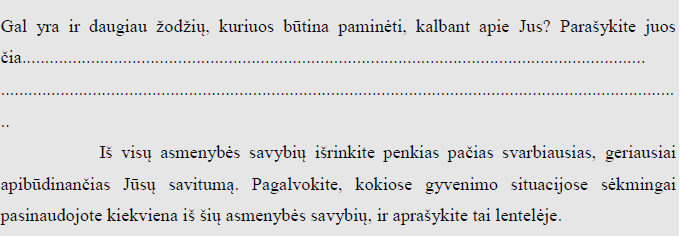 Gal yra ir daugiau žodžių, kuriuos būtina paminėti, kalbant apie Jus? Parašykite juos
čia..........................................................................................................................................
......................................................................................................................................................
..
Iš visų asmenybės savybių išrinkite penkias pačias svarbiausias, geriausiai
apibūdinančias Jūsų savitumą. Pagalvokite, kokiose gyvenimo situacijose sėkmingai
pasinaudojote kiekviena iš šių asmenybės savybių, ir aprašykite tai lentelėje.